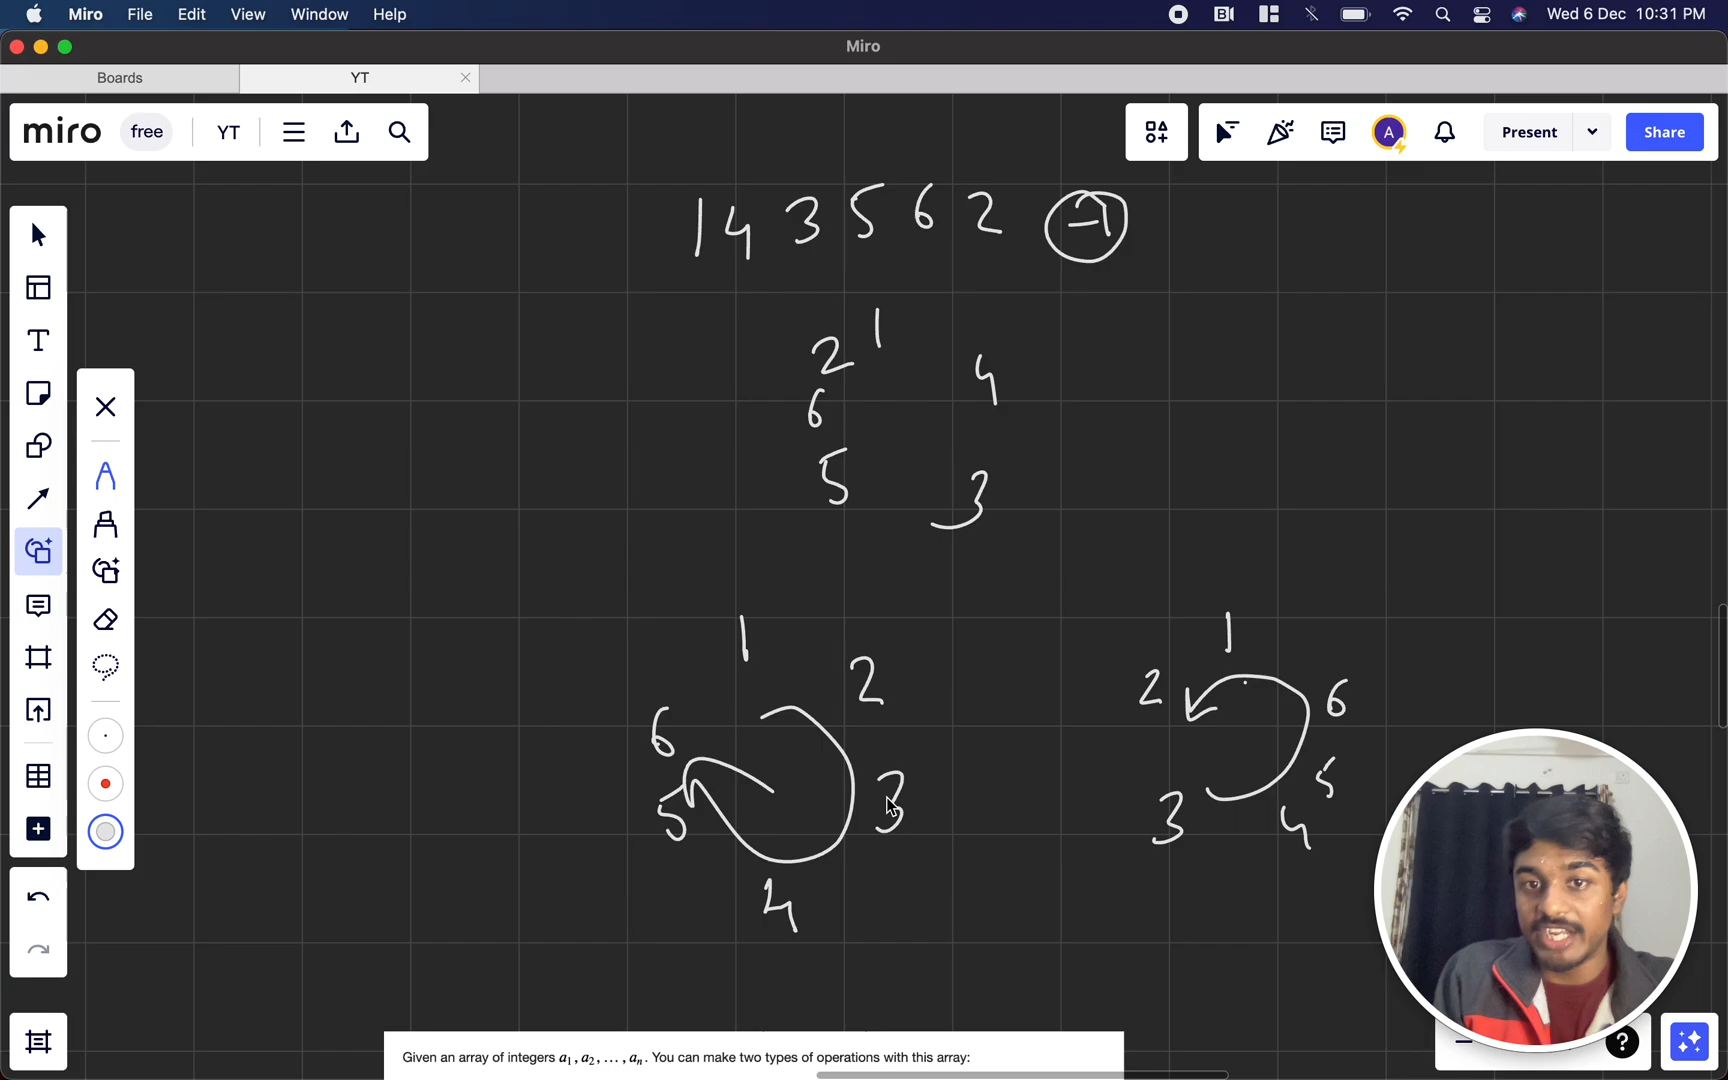 Miro File Edit View Window Help Wed 6 Dec 10:31 PM
Miro
Boards YT
miro free YT Present Share
A
1 4 3 5 6 2 -1
1
2 4
6
5 3
1 1
2 2 6
6
3 5
5 3 4
4
Given an array of integers a₁, a₂, …, aₙ. You can make two types of operations with this array:
?